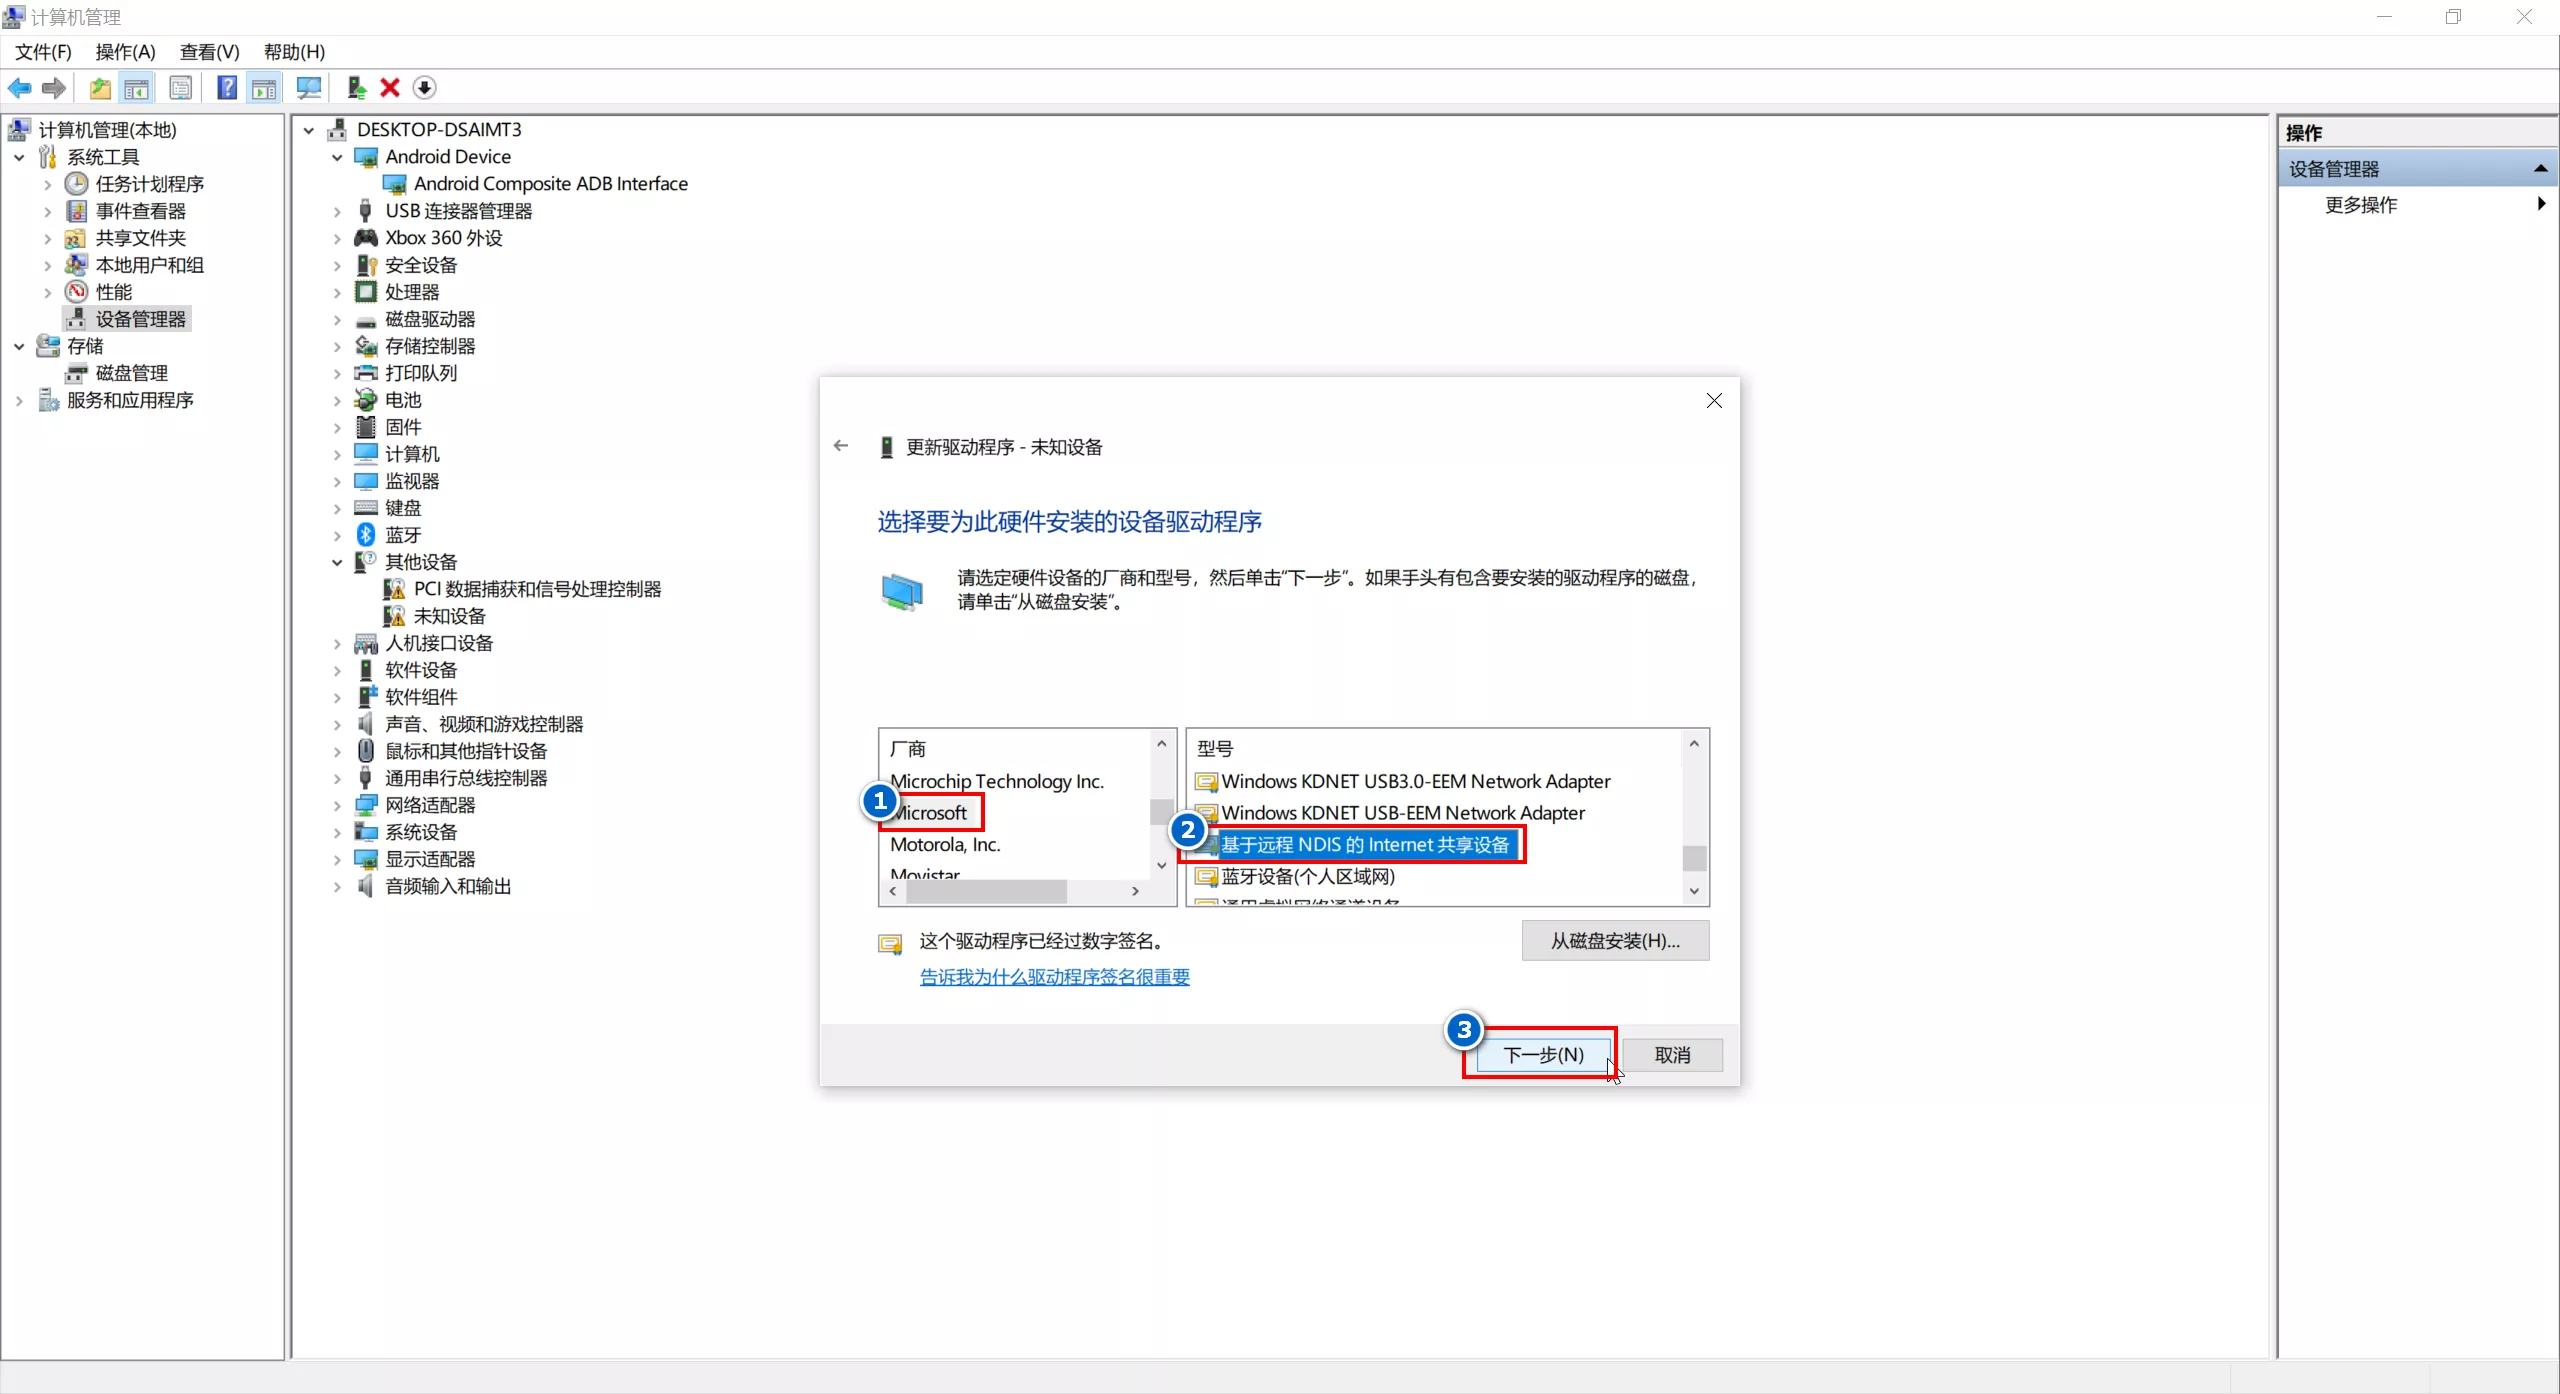 计算机管理
文件(F) 操作(A) 查看(V) 帮助(H)
计算机管理(本地)
系统工具
任务计划程序
事件查看器
共享文件夹
本地用户和组
性能
设备管理器
存储
磁盘管理
服务和应用程序
DESKTOP-DSAIMT3
Android Device
Android Composite ADB Interface
USB 连接器管理器
Xbox 360 外设
安全设备
处理器
磁盘驱动器
存储控制器
打印队列
电池
固件
计算机
监视器
键盘
蓝牙
其他设备
PCI 数据捕获和信号处理控制器
未知设备
人机接口设备
软件设备
软件组件
声音、视频和游戏控制器
鼠标和其他指针设备
通用串行总线控制器
网络适配器
系统设备
显示适配器
音频输入和输出
更新驱动程序 - 未知设备
选择要为此硬件安装的设备驱动程序
请选定硬件设备的厂商和型号，然后单击“下一步”。如果手头有包含要安装的驱动程序的磁盘，
请单击“从磁盘安装”。
厂商
Microchip Technology Inc.
1
Microsoft
Motorola, Inc.
Movistar
型号
Windows KDNET USB3.0-EEM Network Adapter
Windows KDNET USB-EEM Network Adapter
2
基于远程 NDIS 的 Internet 共享设备
蓝牙设备(个人区域网)
通用虚拟网络通道设备
这个驱动程序已经过数字签名。
告诉我为什么驱动程序签名很重要
从磁盘安装(H)...
3
下一步(N)
取消
操作
设备管理器
更多操作